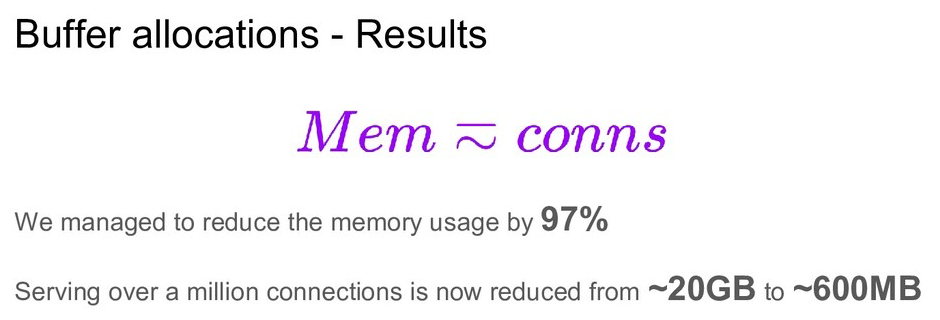 Buffer allocations - Results
Mem ≂ conns
We managed to reduce the memory usage by 97%
Serving over a million connections is now reduced from ~20GB to ~600MB